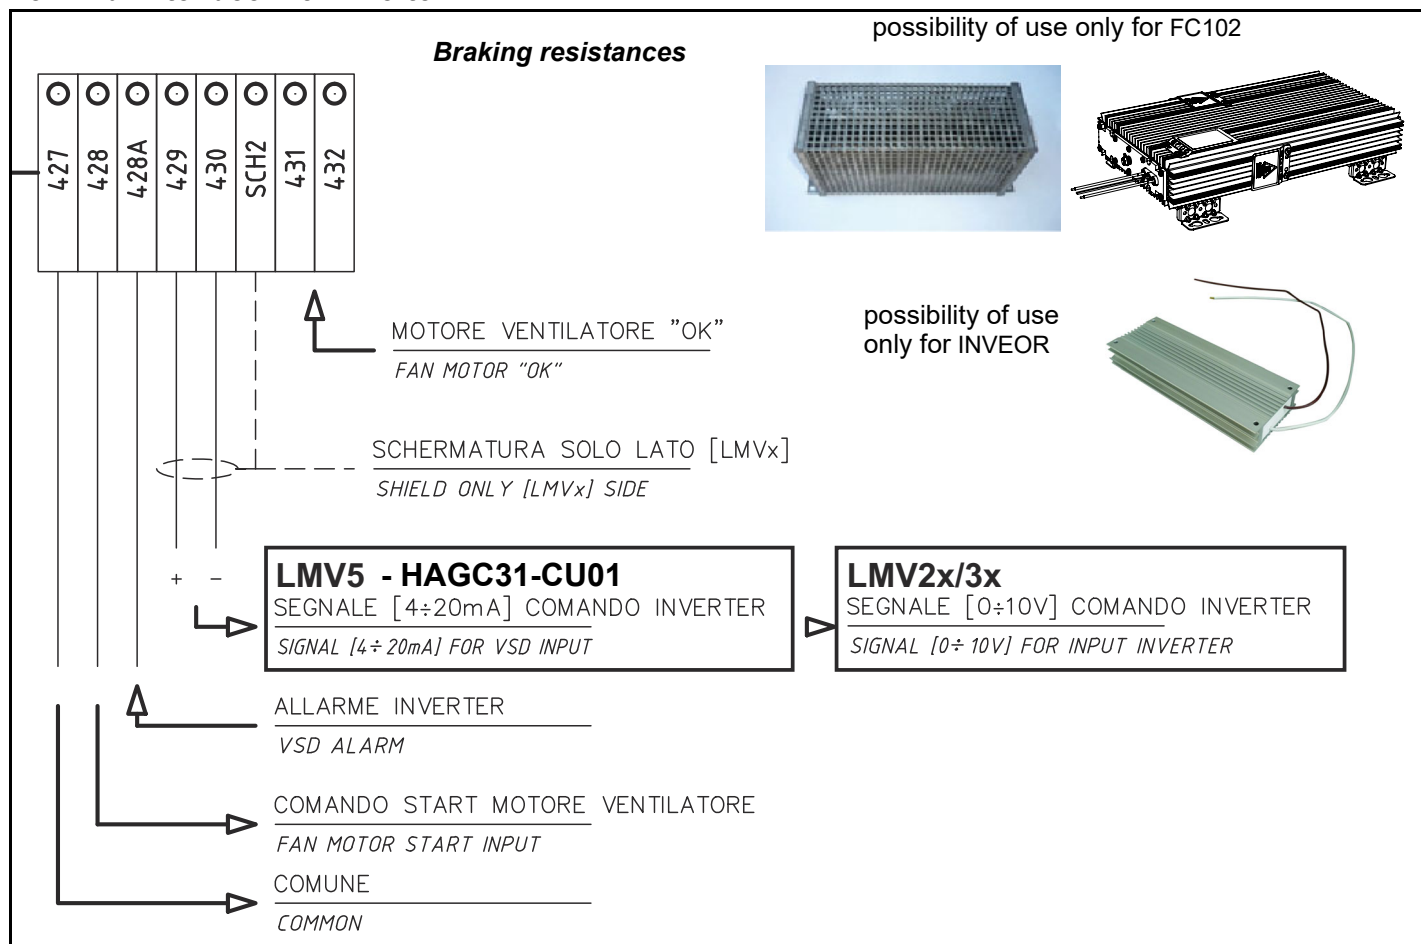 Braking resistances
possibility of use only for FC102
427
428
428A
429
430
SCH2
431
432
MOTORE VENTILATORE "OK"
FAN MOTOR "OK"
possibility of use
only for INVEOR
SCHERMATURA SOLO LATO [LMVx]
SHIELD ONLY [LMVx] SIDE
+ −
LMV5 - HAGC31-CU01
SEGNALE [4÷20mA] COMANDO INVERTER
SIGNAL [4÷20mA] FOR VSD INPUT
LMV2x/3x
SEGNALE [0÷10V] COMANDO INVERTER
SIGNAL [0÷10V] FOR INPUT INVERTER
ALLARME INVERTER
VSD ALARM
COMANDO START MOTORE VENTILATORE
FAN MOTOR START INPUT
COMUNE
COMMON